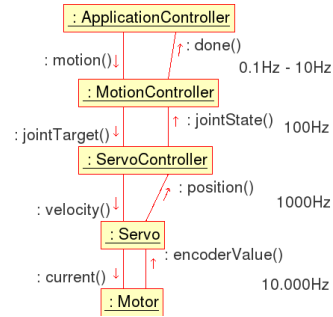 : ApplicationController
: motion()
: done()
0.1Hz - 10Hz
: MotionController
: jointTarget()
: jointState()
100Hz
: ServoController
: velocity()
: position()
1000Hz
: Servo
: current()
: encoderValue()
10.000Hz
: Motor